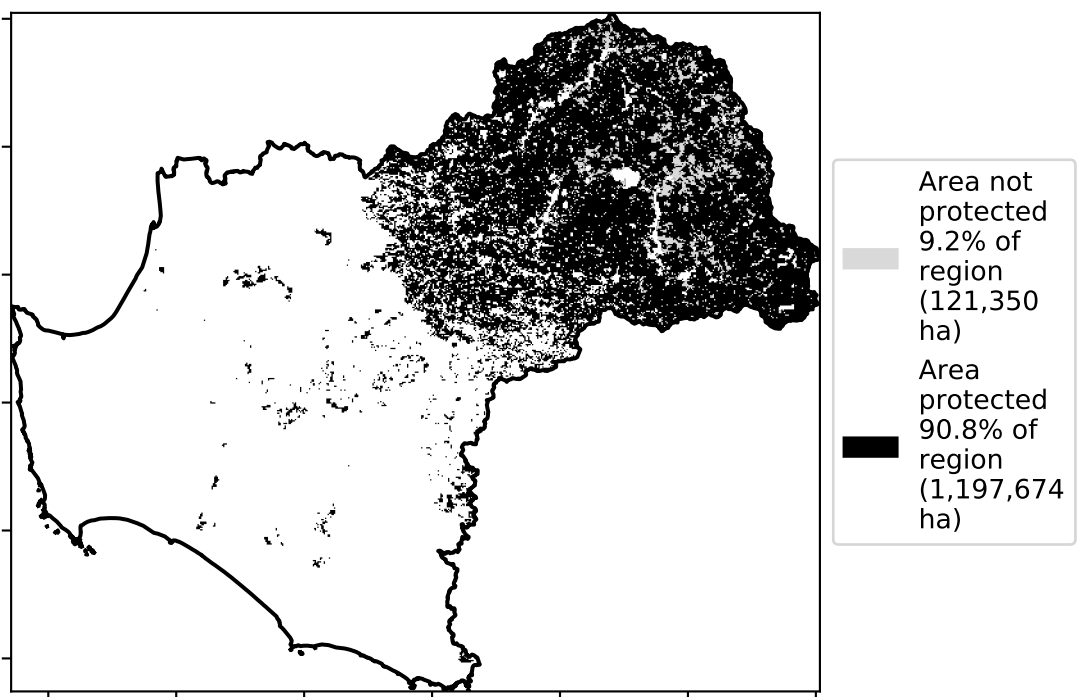 Area not
protected
9.2% of
region
(121,350
ha)
Area
protected
90.8% of
region
(1,197,674
ha)